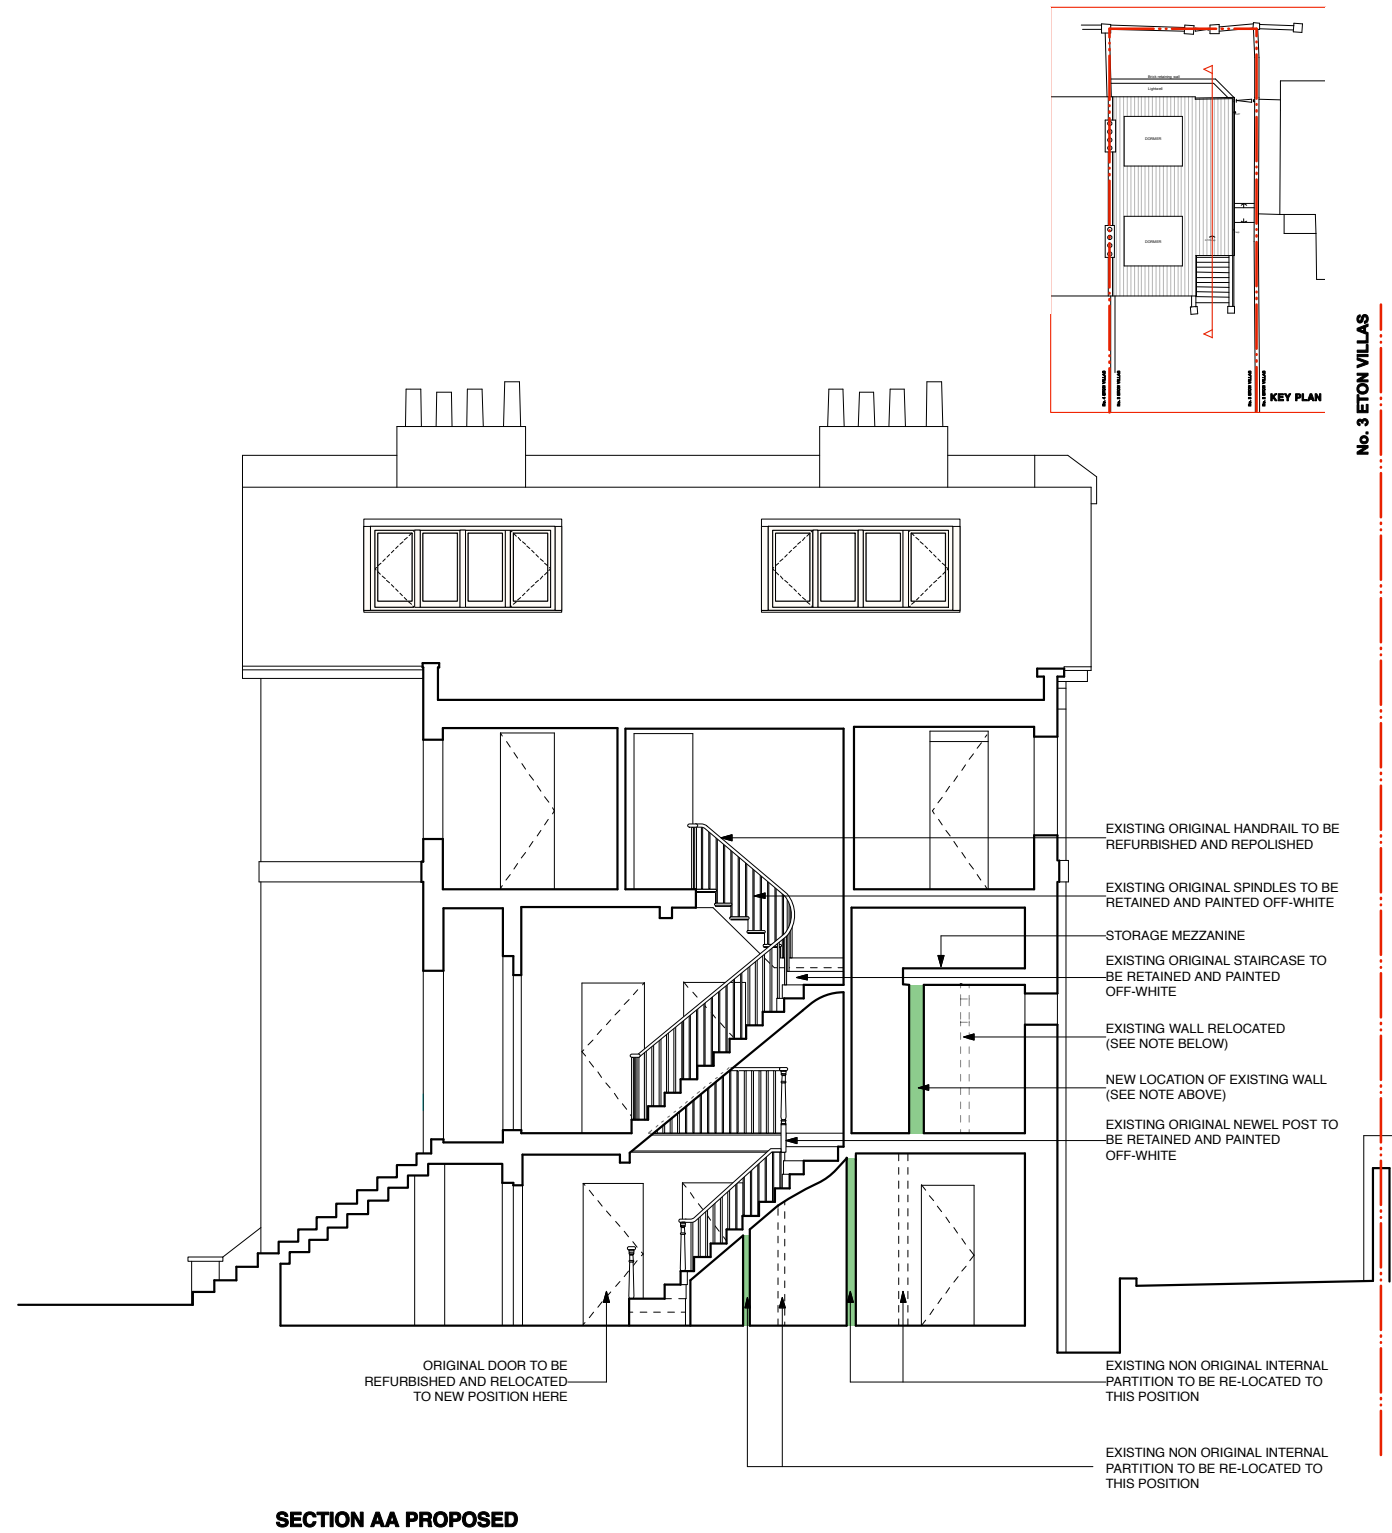 Brick retaining wall
Lightwell
DORMER
DORMER
KEY PLAN
No. 3 ETON VILLAS
EXISTING ORIGINAL HANDRAIL TO BE
REFURBISHED AND REPOLISHED
EXISTING ORIGINAL SPINDLES TO BE
RETAINED AND PAINTED OFF-WHITE
STORAGE MEZZANINE
EXISTING ORIGINAL STAIRCASE TO
BE RETAINED AND PAINTED
OFF-WHITE
EXISTING WALL RELOCATED
(SEE NOTE BELOW)
NEW LOCATION OF EXISTING WALL
(SEE NOTE ABOVE)
EXISTING ORIGINAL NEWEL POST TO
BE RETAINED AND PAINTED
OFF-WHITE
ORIGINAL DOOR TO BE
REFURBISHED AND RELOCATED
TO NEW POSITION HERE
EXISTING NON ORIGINAL INTERNAL
PARTITION TO BE RE-LOCATED TO
THIS POSITION
EXISTING NON ORIGINAL INTERNAL
PARTITION TO BE RE-LOCATED TO
THIS POSITION
SECTION AA PROPOSED